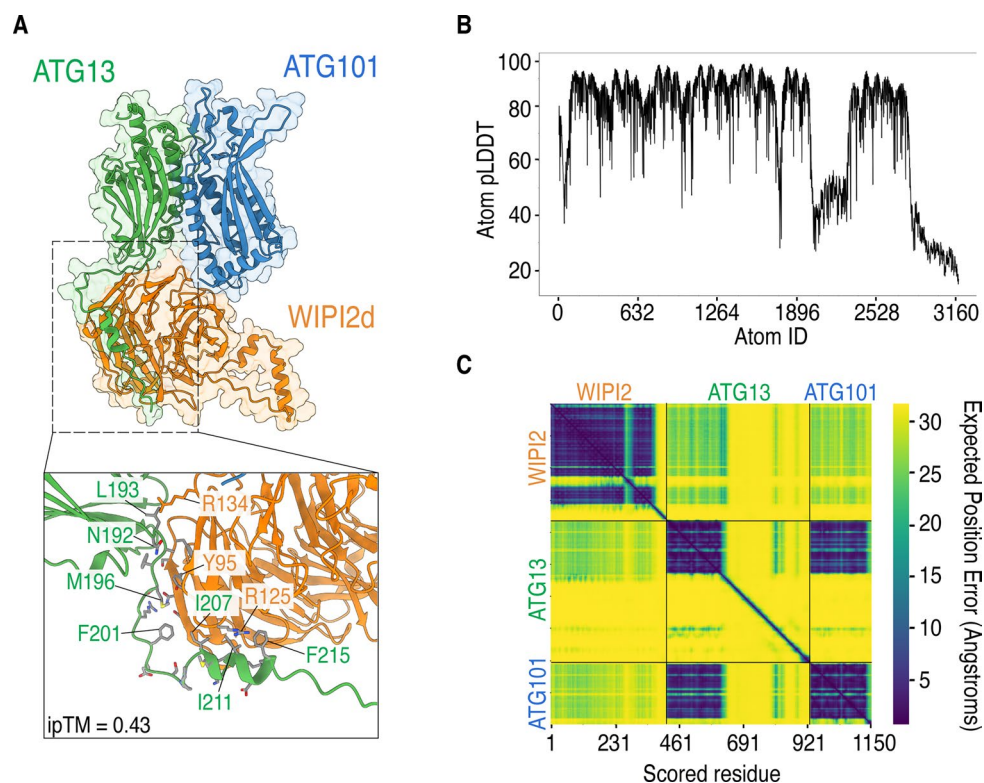 A
ATG13
ATG101
WIPI2d
L193
R134
N192
Y95
M196
I207
R125
F201
F215
I211
ipTM = 0.43
B
Atom pLDDT
100
80
60
40
20
0
632
1264
1896
2528
3160
Atom ID
C
WIPI2
ATG13
ATG101
WIPI2
ATG13
ATG101
1
231
461
691
921
1150
Scored residue
30
25
20
15
10
5
Expected Position Error (Angstroms)